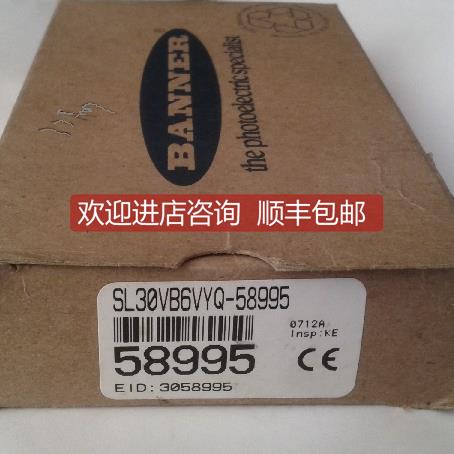 BANNER
the photoelectric specialist
欢迎进店咨询 顺丰包邮
SL30VB6VYQ-58995
0712A
Insp:KE
58995
CE
EID: 3058995